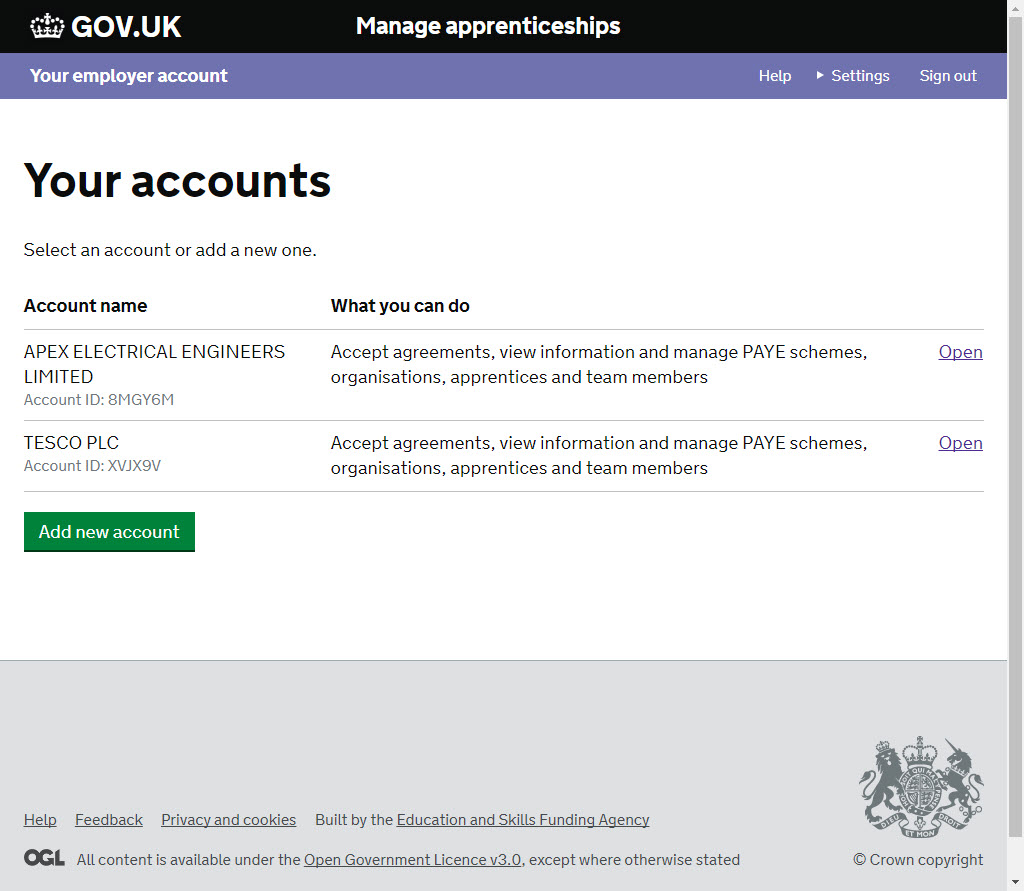 GOV.UK Manage apprenticeships
Your employer account Help Settings Sign out
Your accounts
Select an account or add a new one.
Account name What you can do
APEX ELECTRICAL ENGINEERS Accept agreements, view information and manage PAYE schemes, Open
LIMITED organisations, apprentices and team members
Account ID: 8MGY6M
TESCO PLC Accept agreements, view information and manage PAYE schemes, Open
Account ID: XVJX9V organisations, apprentices and team members
Add new account
Help Feedback Privacy and cookies Built by the Education and Skills Funding Agency
DIEU ET MON DROIT
OGL All content is available under the Open Government Licence v3.0, except where otherwise stated © Crown copyright